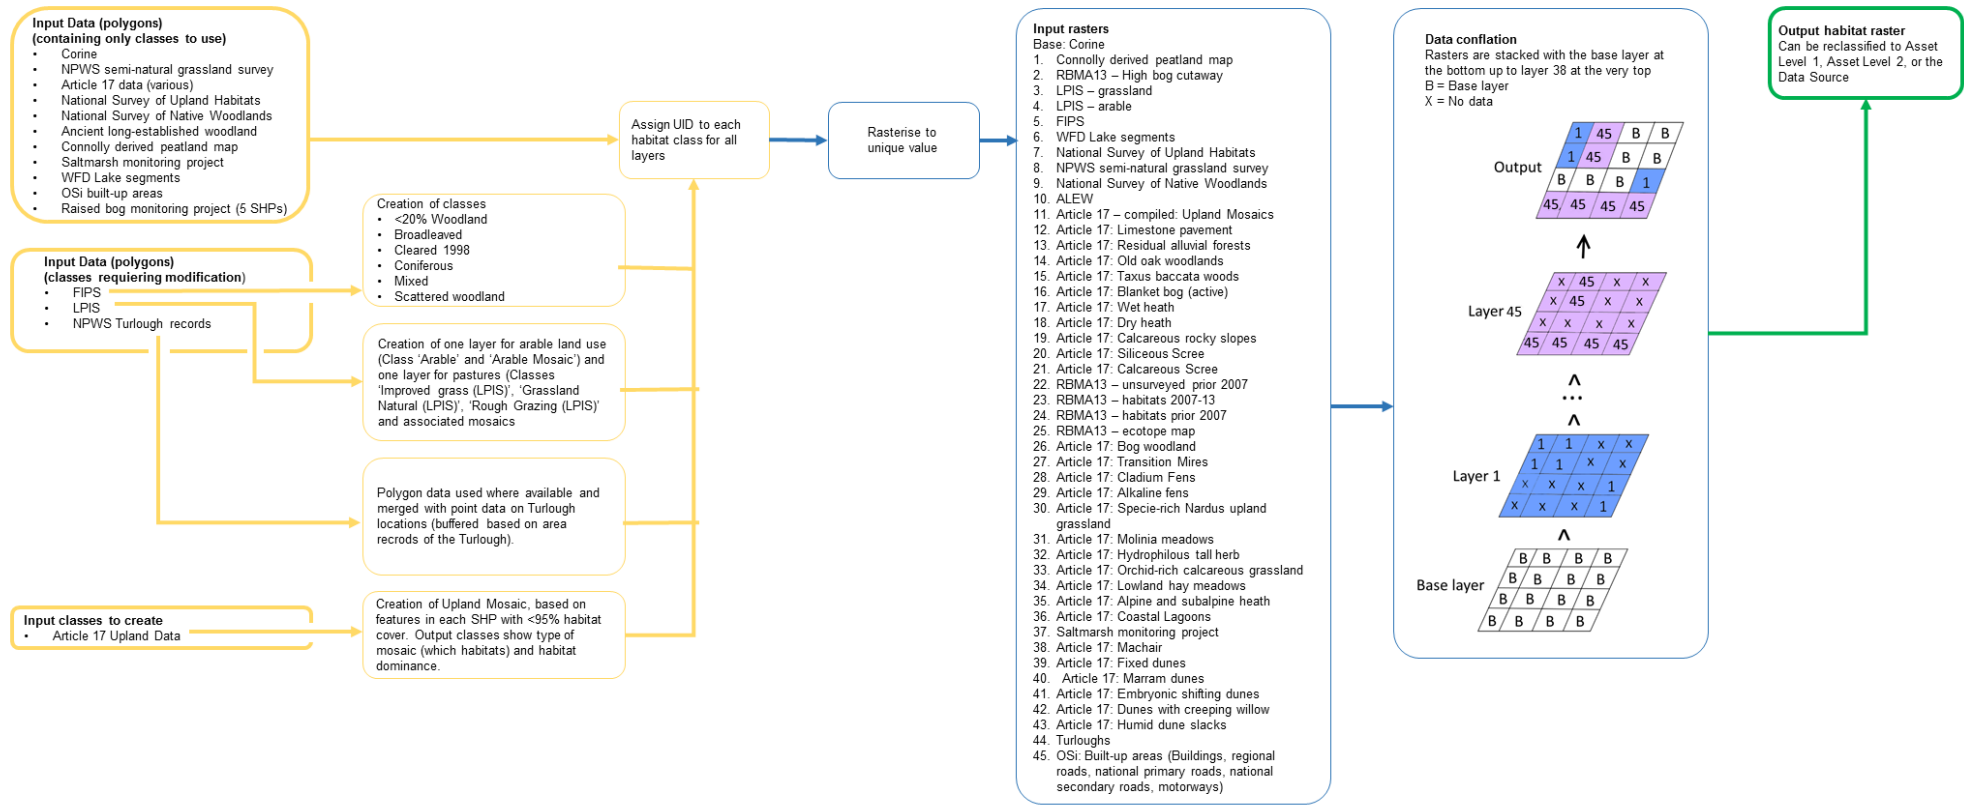 Input Data (polygons)
(containing only classes to use)
• Corine
• NPWS semi-natural grassland survey
• Article 17 data (various)
• National Survey of Upland Habitats
• National Survey of Native Woodlands
• Ancient long-established woodland
• Connolly derived peatland map
• Saltmarsh monitoring project
• WFD Lake segments
• OSi built-up areas
• Raised bog monitoring project (5 SHPs)
Input Data (polygons)
(classes requiering modification)
• FIPS
• LPIS
• NPWS Turlough records
Input classes to create
• Article 17 Upland Data
Creation of classes
• <20% Woodland
• Broadleaved
• Cleared 1998
• Coniferous
• Mixed
• Scattered woodland
Creation of one layer for arable land use
(Class ‘Arable’ and ‘Arable Mosaic’) and
one layer for pastures (Classes
‘Improved grass (LPIS)’, ‘Grassland
Natural (LPIS)’, ‘Rough Grazing (LPIS)’
and associated mosaics
Polygon data used where available and
merged with point data on Turlough
locations (buffered based on area
recrods of the Turlough).
Creation of Upland Mosaic, based on
features in each SHP with <95% habitat
cover. Output classes show type of
mosaic (which habitats) and habitat
dominance.
Assign UID to each
habitat class for all
layers
Rasterise to
unique value
Input rasters
Base: Corine
1. Connolly derived peatland map
2. RBMA13 – High bog cutaway
3. LPIS – grassland
4. LPIS – arable
5. FIPS
6. WFD Lake segments
7. National Survey of Upland Habitats
8. NPWS semi-natural grassland survey
9. National Survey of Native Woodlands
10. ALEW
11. Article 17 – compiled: Upland Mosaics
12. Article 17: Limestone pavement
13. Article 17: Residual alluvial forests
14. Article 17: Old oak woodlands
15. Article 17: Taxus baccata woods
16. Article 17: Blanket bog (active)
17. Article 17: Wet heath
18. Article 17: Dry heath
19. Article 17: Calcareous rocky slopes
20. Article 17: Siliceous Scree
21. Article 17: Calcareous Scree
22. RBMA13 – unsurveyed prior 2007
23. RBMA13 – habitats 2007-13
24. RBMA13 – habitats prior 2007
25. RBMA13 – ecotope map
26. Article 17: Bog woodland
27. Article 17: Transition Mires
28. Article 17: Cladium Fens
29. Article 17: Alkaline fens
30. Article 17: Specie-rich Nardus upland
grassland
31. Article 17: Molinia meadows
32. Article 17: Hydrophilous tall herb
33. Article 17: Orchid-rich calcareous grassland
34. Article 17: Lowland hay meadows
35. Article 17: Alpine and subalpine heath
36. Article 17: Coastal Lagoons
37. Saltmarsh monitoring project
38. Article 17: Machair
39. Article 17: Fixed dunes
40. Article 17: Marram dunes
41. Article 17: Embryonic shifting dunes
42. Article 17: Dunes with creeping willow
43. Article 17: Humid dune slacks
44. Turloughs
45. OSi: Built-up areas (Buildings, regional
roads, national primary roads, national
secondary roads, motorways)
Data conflation
Rasters are stacked with the base layer at
the bottom up to layer 38 at the very top
B = Base layer
X = No data
Output
1 45 B B
1 45 B B
B B B 1
45 45 45 45
Layer 45
x 45 x x
x 45 x x
x x x x
45 45 45 45
...
Layer 1
1 1 x x
1 1 x x
x x x 1
x x x 1
Base layer
B B B B
B B B B
B B B B
B B B B
Output habitat raster
Can be reclassified to Asset
Level 1, Asset Level 2, or the
Data Source